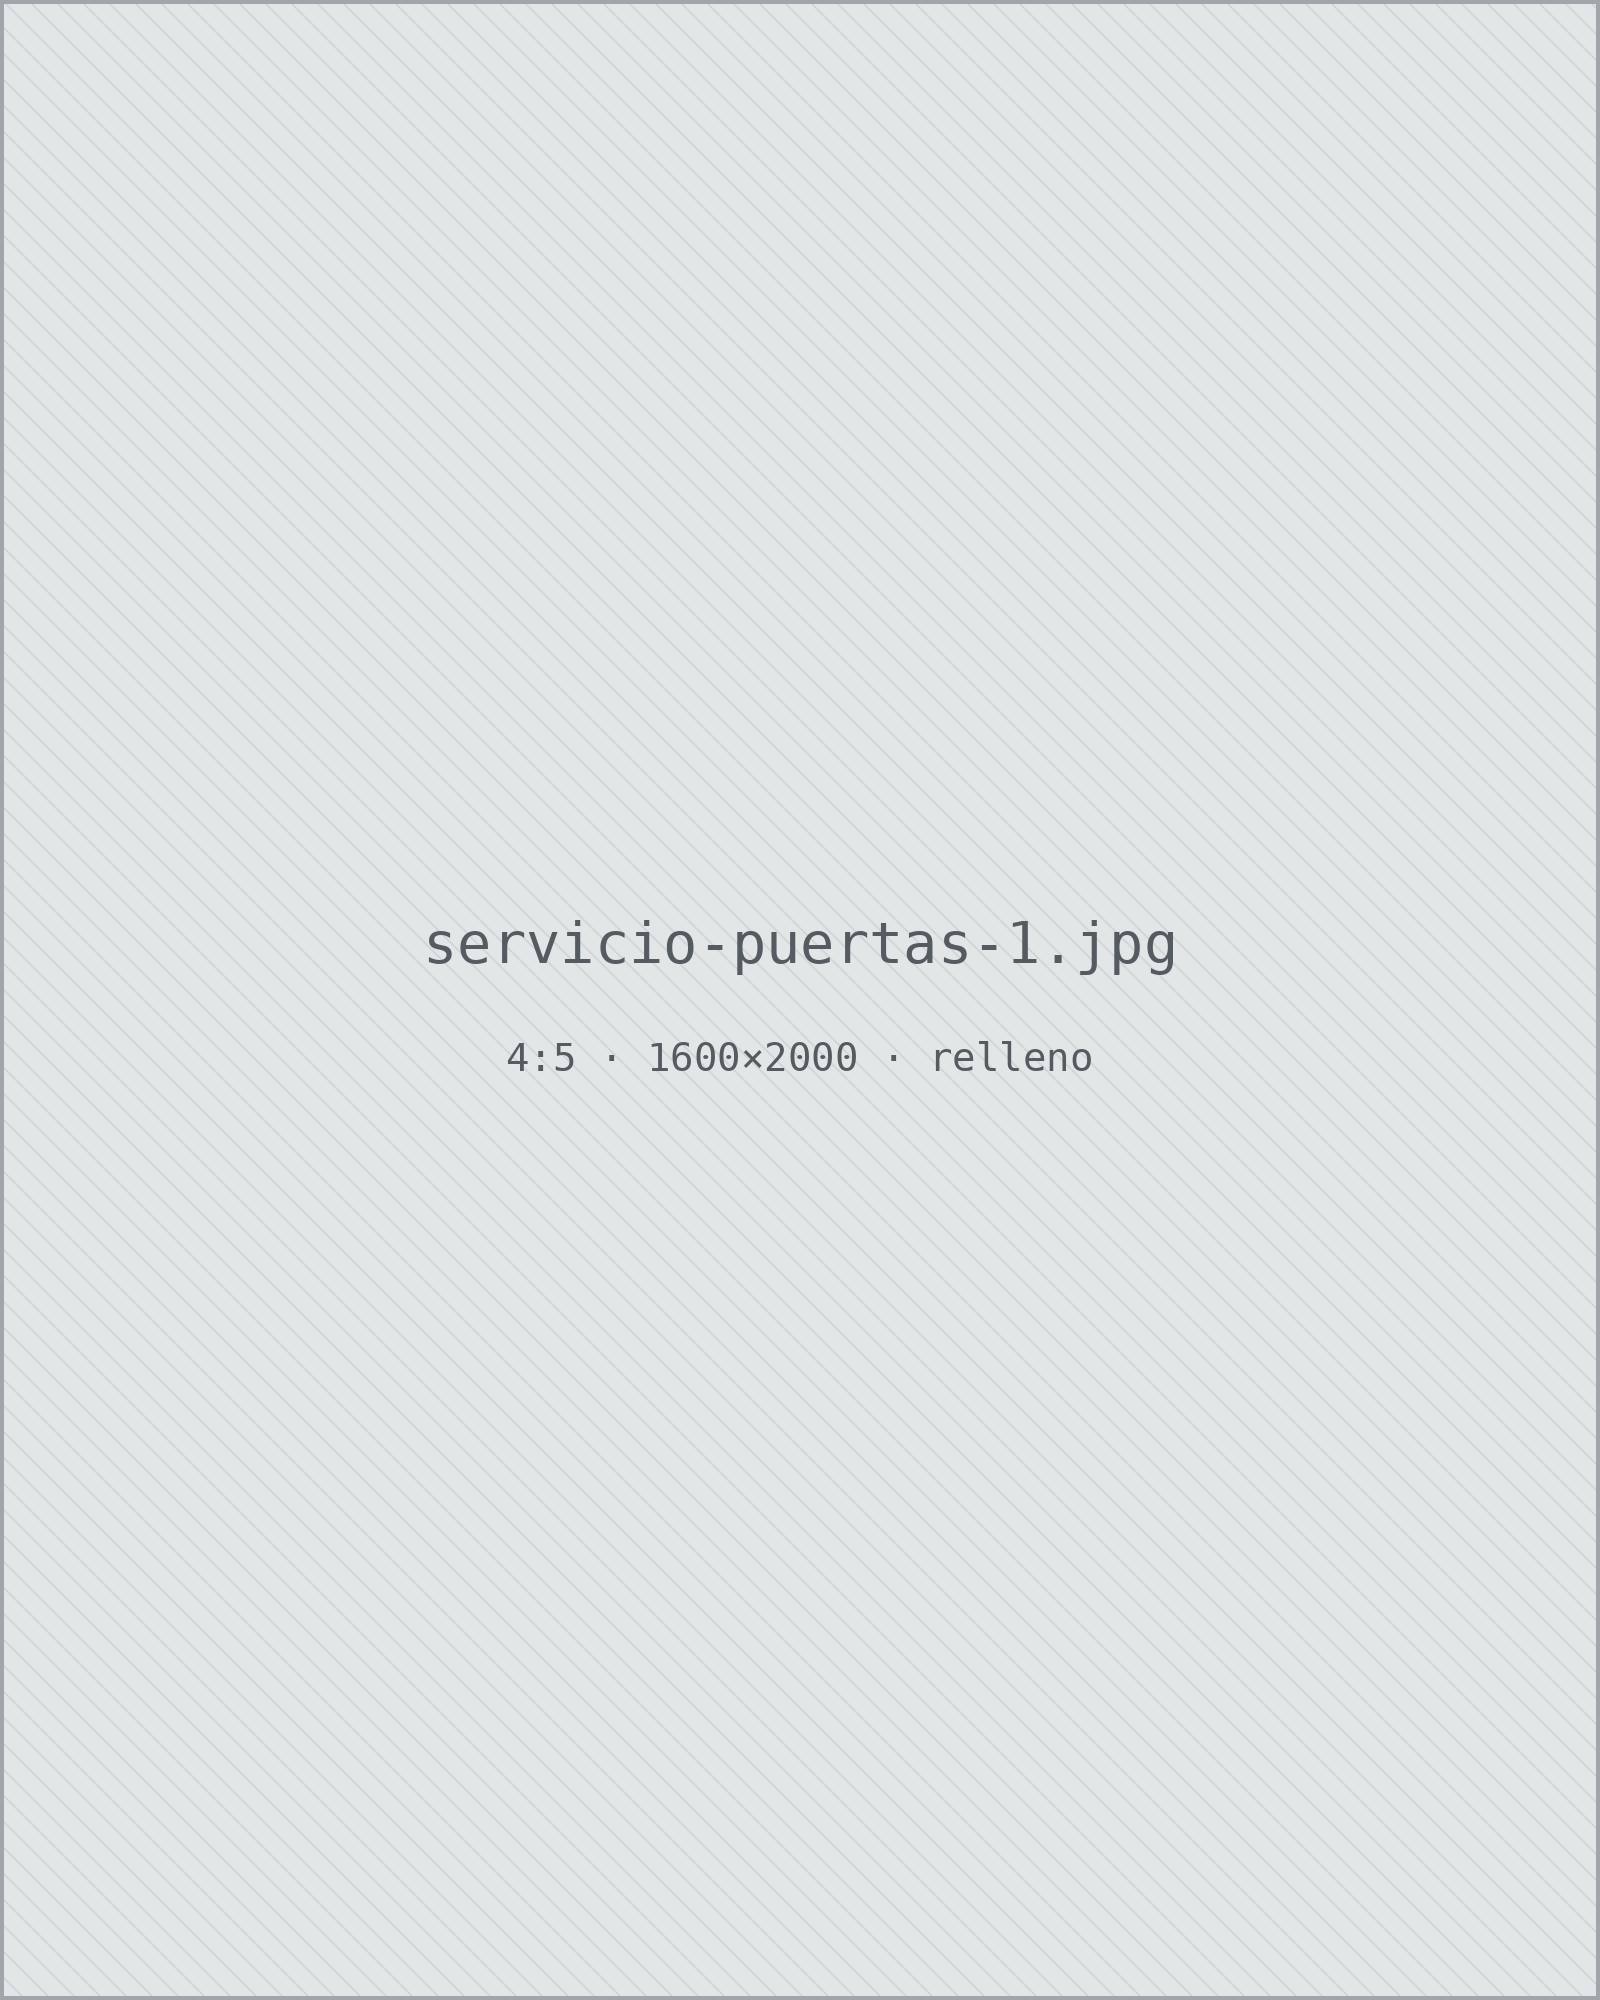 servicio-puertas-1.jpg
4:5 · 1600×2000 · relleno